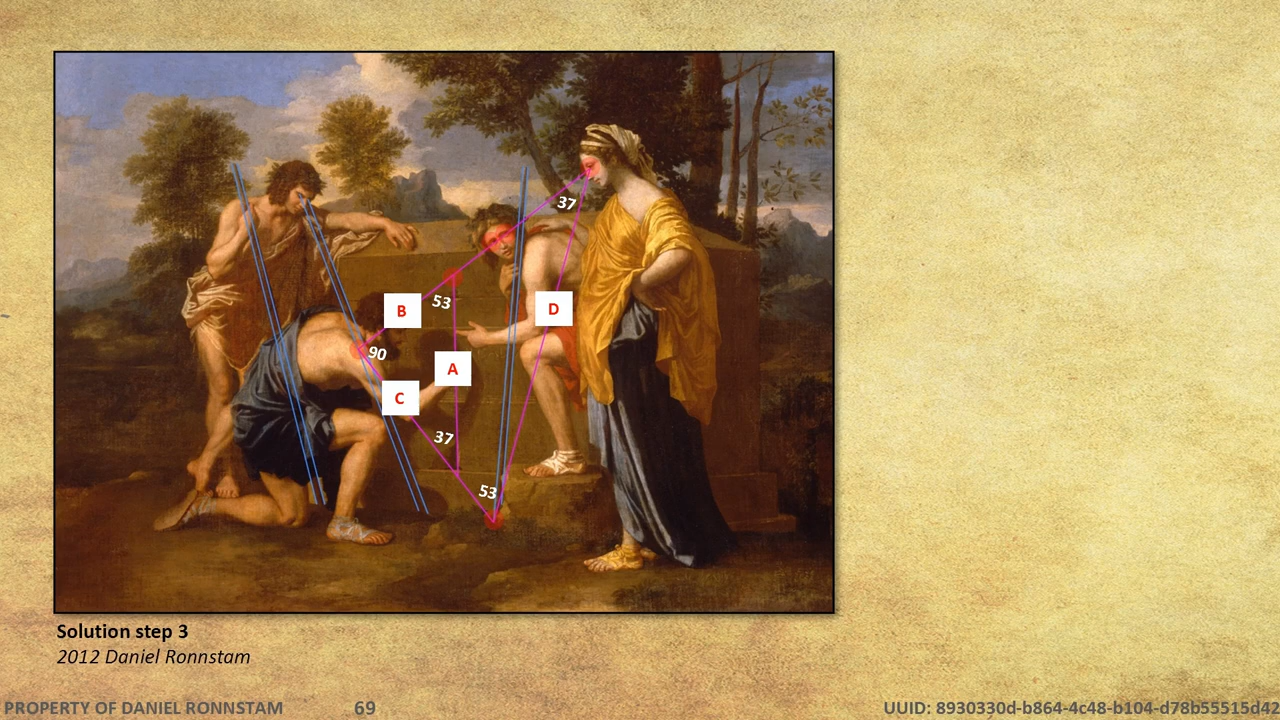 37
53
B
D
90
A
C
37
53
Solution step 3
2012 Daniel Ronnstam
PROPERTY OF DANIEL RONNSTAM
69
UUID: 8930330d-b864-4c48-b104-d78b55515d42